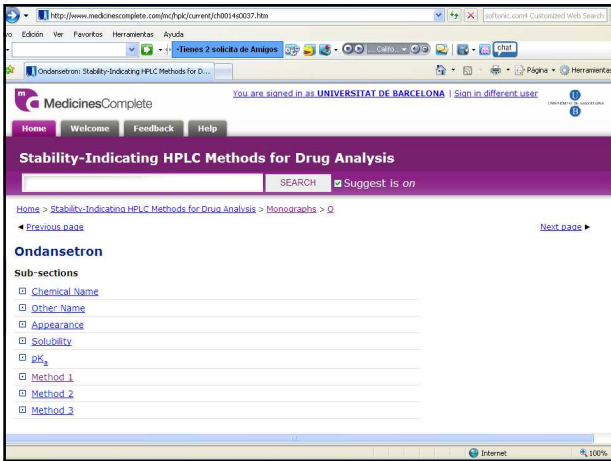 http://www.medicinescomplete.com/mc/hplc/current/ch0014s0037.htm
softonic.com4 Customized Web Search
vo Edición Ver Favoritos Herramientas Ayuda
•Tienes 2 solicita de Amigos
chat
Ondansetron: Stability-Indicating HPLC Methods for D...
Página
Herramientas
MedicinesComplete
You are signed in as UNIVERSITAT DE BARCELONA | Sign in different user
Home Welcome Feedback Help
Stability-Indicating HPLC Methods for Drug Analysis
SEARCH Suggest is on
Home > Stability-Indicating HPLC Methods for Drug Analysis > Monographs > O
Previous page Next page
Ondansetron
Sub-sections
Chemical Name
Other Name
Appearance
Solubility
pKa
Method 1
Method 2
Method 3
Internet 100%